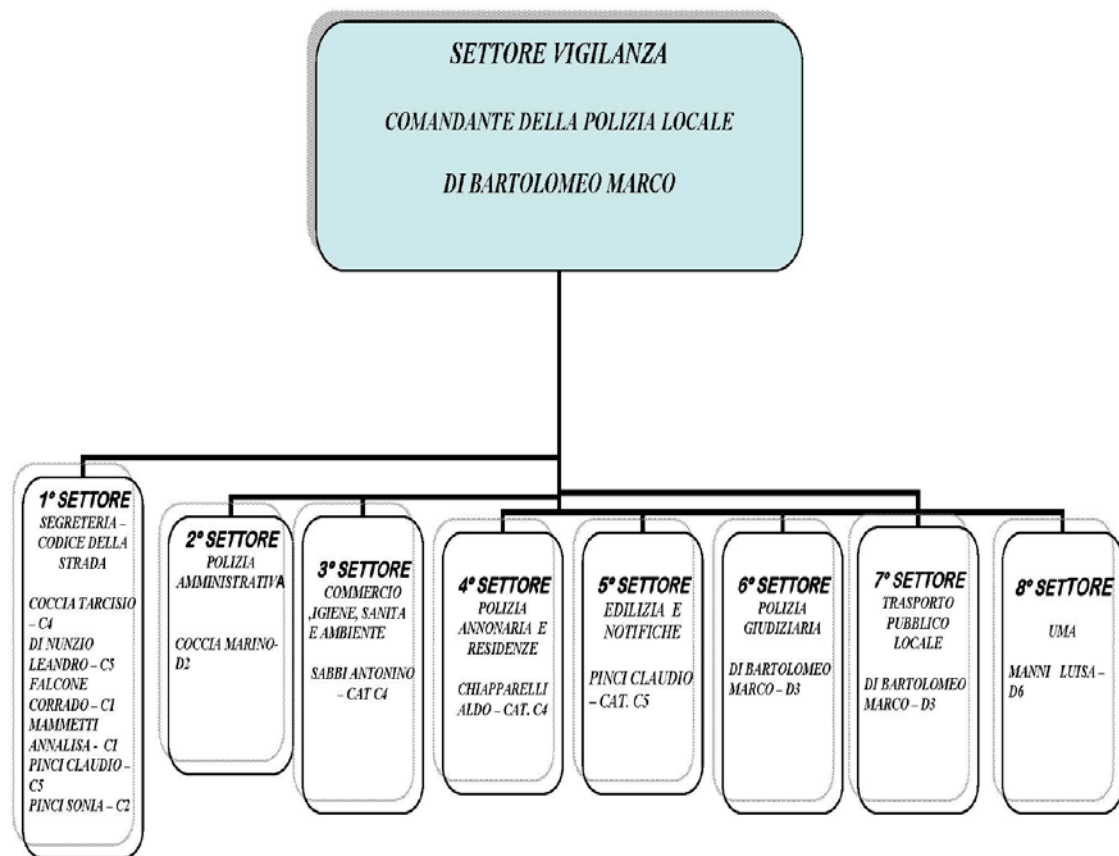 SETTORE VIGILANZA
COMANDANTE DELLA POLIZIA LOCALE
DI BARTOLOMEO MARCO
1° SETTORE
SEGRETERIA –
CODICE DELLA
STRADA
COCCIA TARCISIO
– C4
DI NUNZIO
LEANDRO – C5
FALCONE
CORRADO – C1
MAMMETTI
ANNALISA - C1
PINCI CLAUDIO –
C5
PINCI SONIA – C2
2° SETTORE
POLIZIA
AMMINISTRATIVA
COCCIA MARINO-
D2
3° SETTORE
COMMERCIO
,IGIENE, SANITA
E AMBIENTE
SABBI ANTONINO
– CAT C4
4° SETTORE
POLIZIA
ANNONARIA E
RESIDENZE
CHIAPPARELLI
ALDO – CAT. C4
5° SETTORE
EDILIZIA E
NOTIFICHE
PINCI CLAUDIO
– CAT. C5
6° SETTORE
POLIZIA
GIUDIZIARIA
DI BARTOLOMEO
MARCO – D3
7° SETTORE
TRASPORTO
PUBBLICO
LOCALE
DI BARTOLOMEO
MARCO – D3
8° SETTORE
UMA
MANNI LUISA –
D6